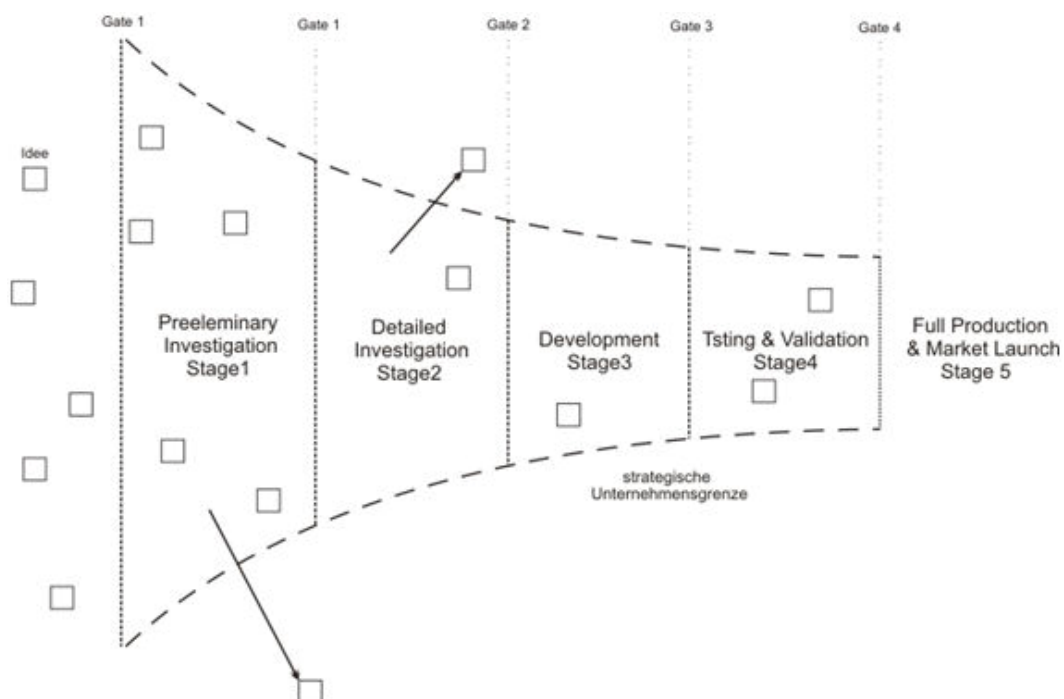 Gate 1
Gate 1
Gate 2
Gate 3
Gate 4
Idee
Preeleminary
Investigation
Stage1
Detailed
Investigation
Stage2
Development
Stage3
Tsting & Validation
Stage4
Full Production
& Market Launch
Stage 5
strategische
Unternehmensgrenze